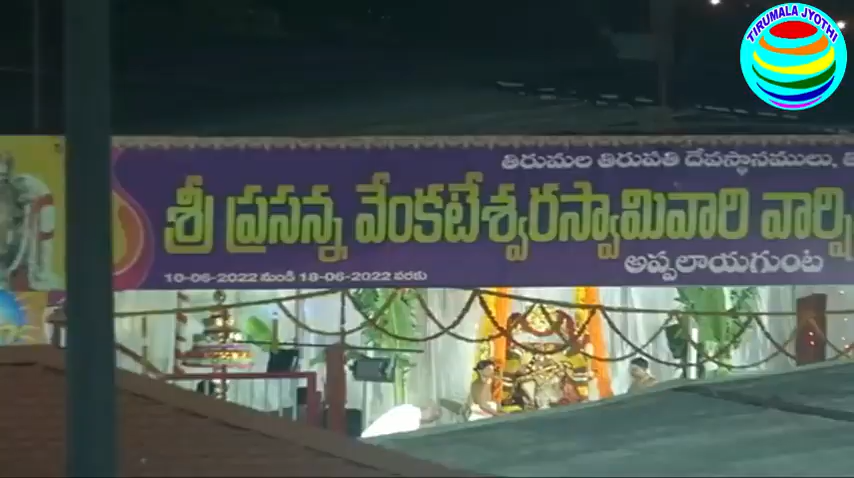 TIRUMALA JYOTHI
తిరుమల తిరుపతి దేవస్థానములు,
శ్రీ ప్రసన్న వేంకటేశ్వరస్వామివారి వార్షి
అప్పలాయగుంట
10-06-2022 నుండి 18-06-2022 వరకు